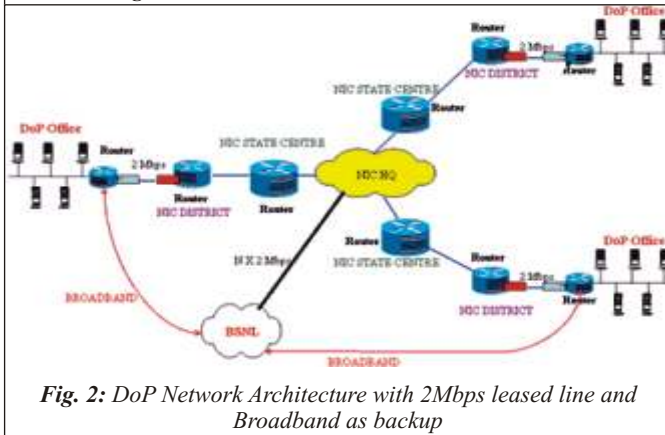 2 Mbps
DoP Office
Router
NIC DISTRICT
Router
NIC STATE CENTRE
Router
DoP Office
NIC STATE CENTRE
Router
2 Mbps
NIC HQ
Router
NIC DISTRICT
Router
Router
NIC STATE CENTRE
N X 2 Mbps
Router
DoP Office
2 Mbps
Router
NIC DISTRICT
BROADBAND
BSNL
BROADBAND
Fig. 2: DoP Network Architecture with 2Mbps leased line and
Broadband as backup